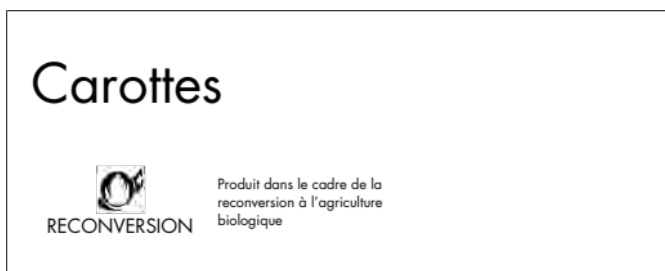 Carottes
RECONVERSION
Produit dans le cadre de la
reconversion à l'agriculture
biologique